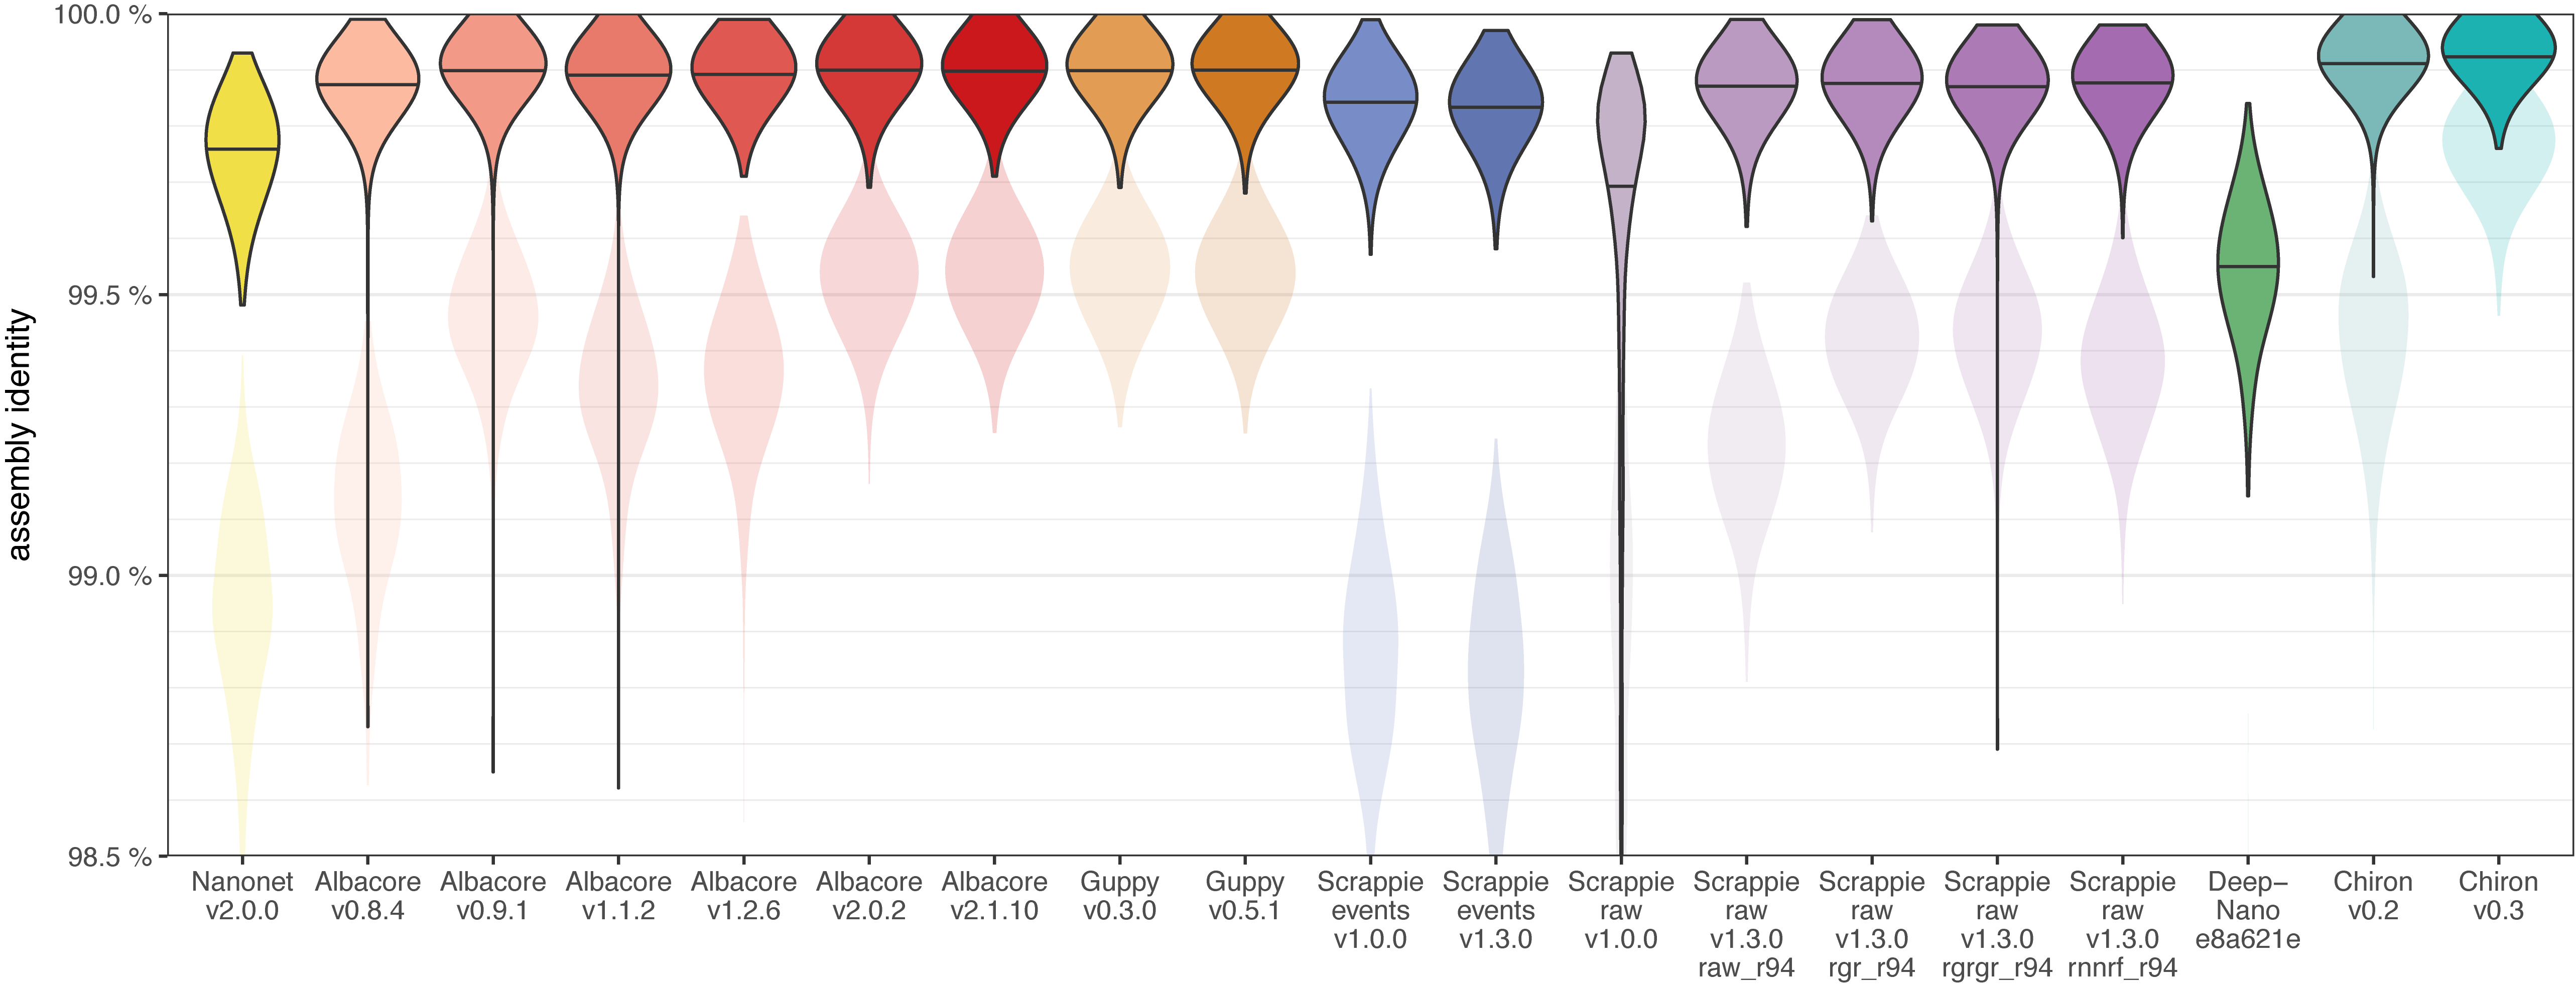 assembly identity
100.0 %
99.5 %
99.0 %
98.5 %
Nanonet
v2.0.0
Albacore
v0.8.4
Albacore
v0.9.1
Albacore
v1.1.2
Albacore
v1.2.6
Albacore
v2.0.2
Albacore
v2.1.10
Guppy
v0.3.0
Guppy
v0.5.1
Scrappie
events
v1.0.0
Scrappie
events
v1.3.0
Scrappie
raw
v1.0.0
Scrappie
raw
v1.3.0
raw_r94
Scrappie
raw
v1.3.0
rgr_r94
Scrappie
raw
v1.3.0
rgrgr_r94
Scrappie
raw
v1.3.0
rnnrf_r94
Deep−
Nano
e8a621e
Chiron
v0.2
Chiron
v0.3